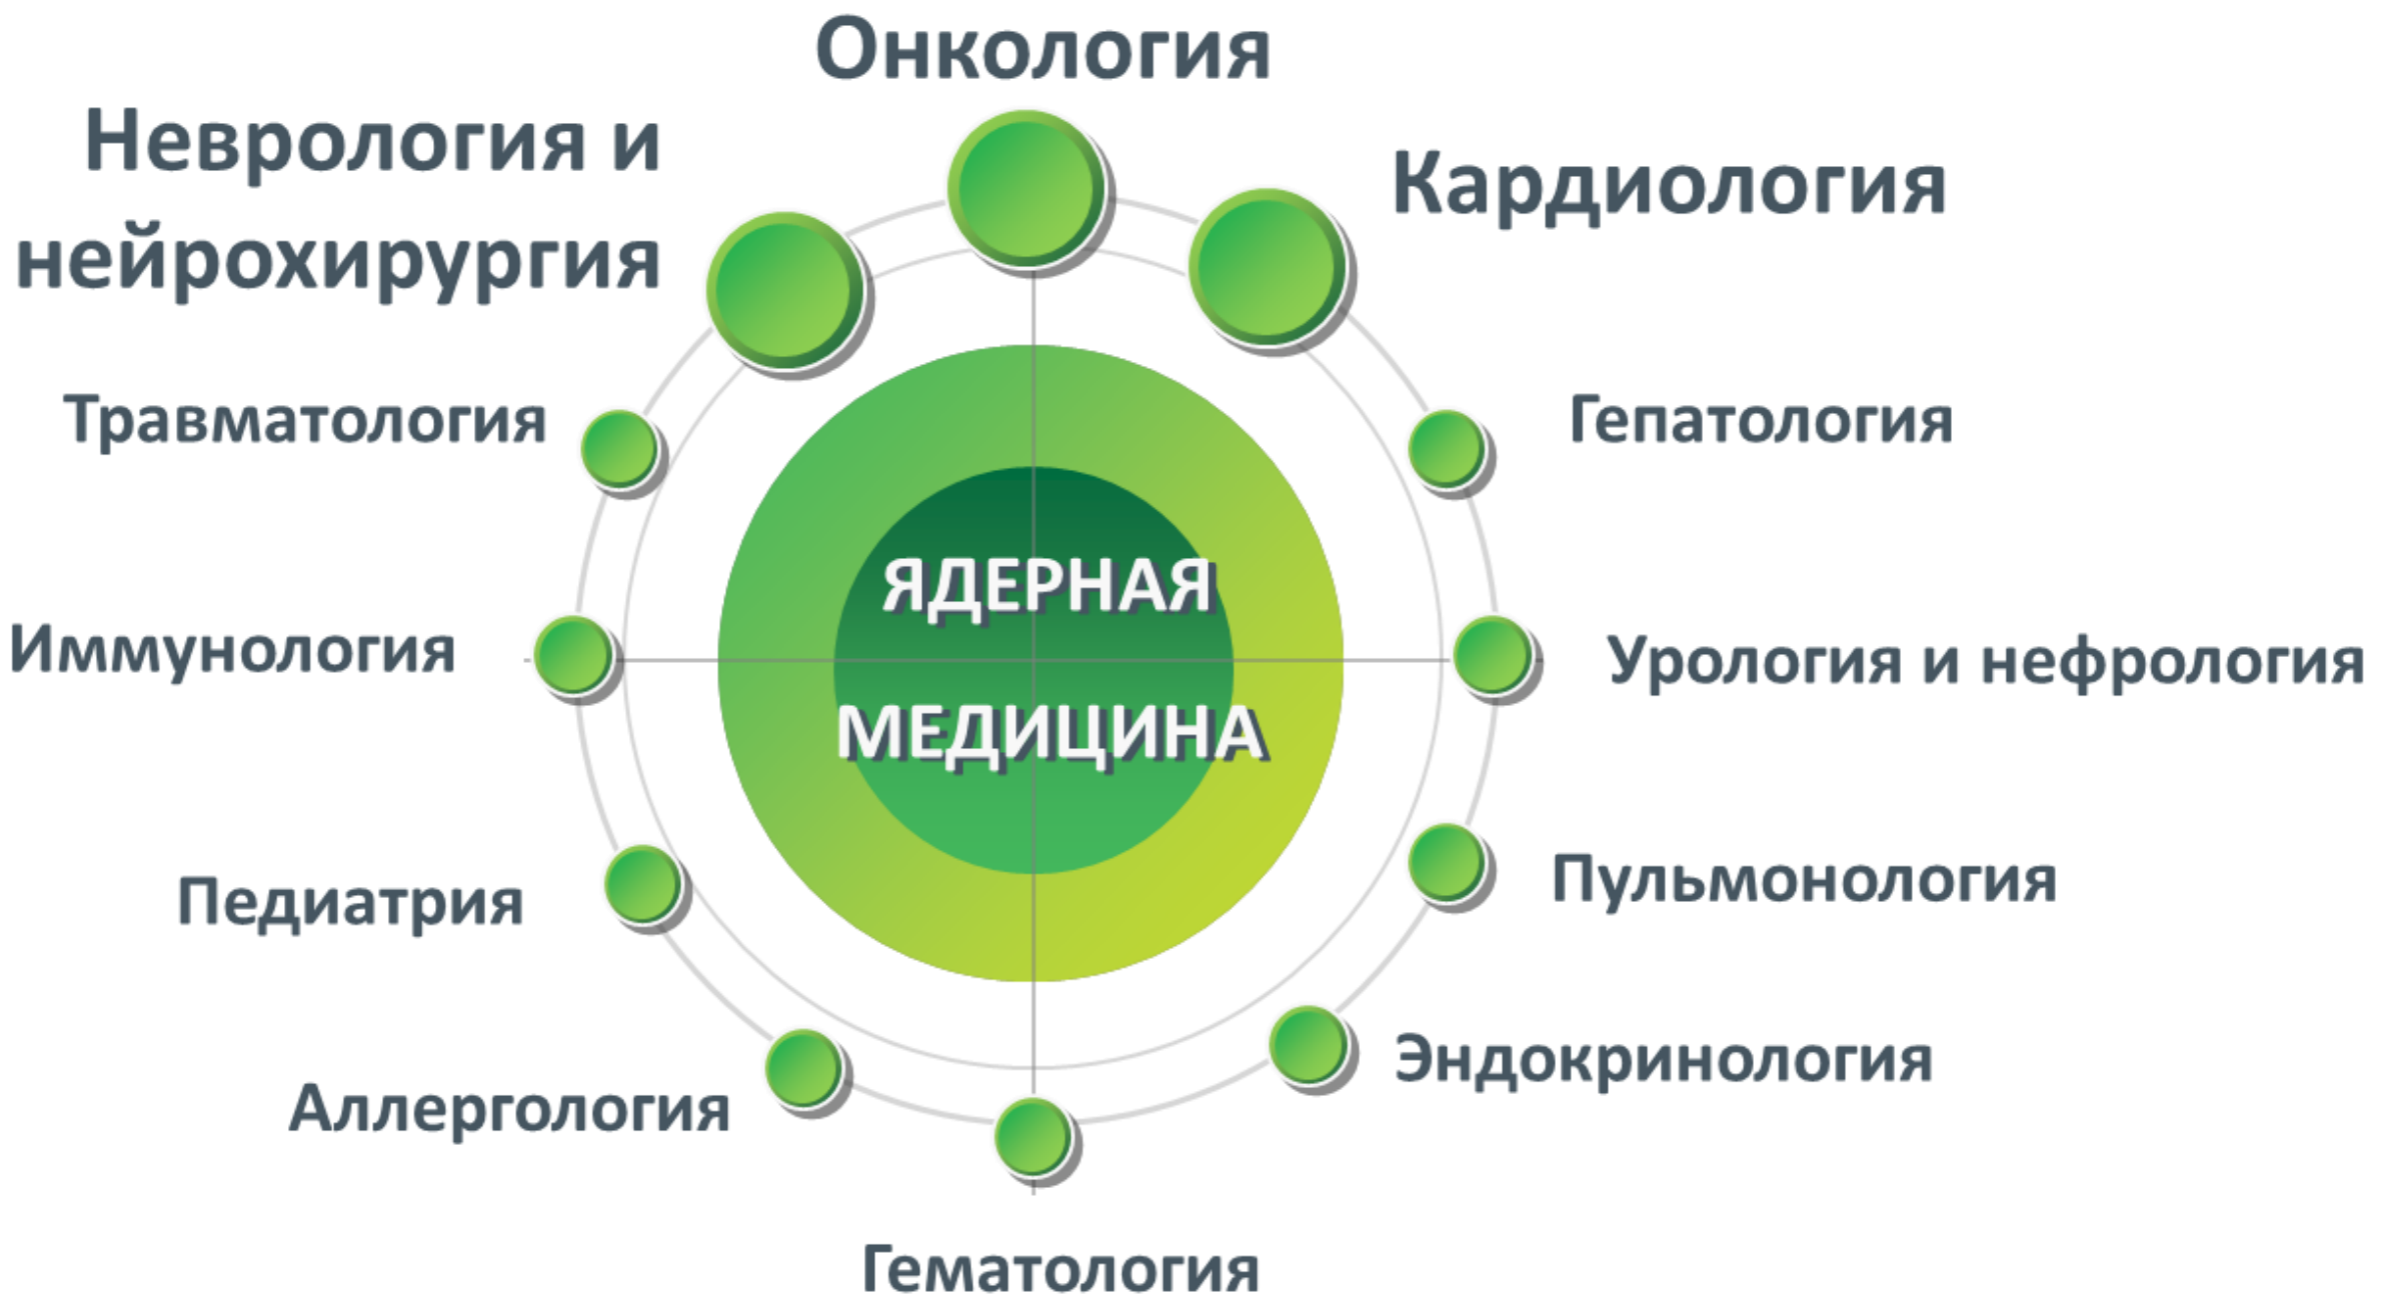 Онкология
Неврология и
нейрохирургия
Кардиология
Травматология
Гепатология
ЯДЕРНАЯ
МЕДИЦИНА
Иммунология
Урология и нефрология
Педиатрия
Пульмонология
Аллергология
Эндокринология
Гематология